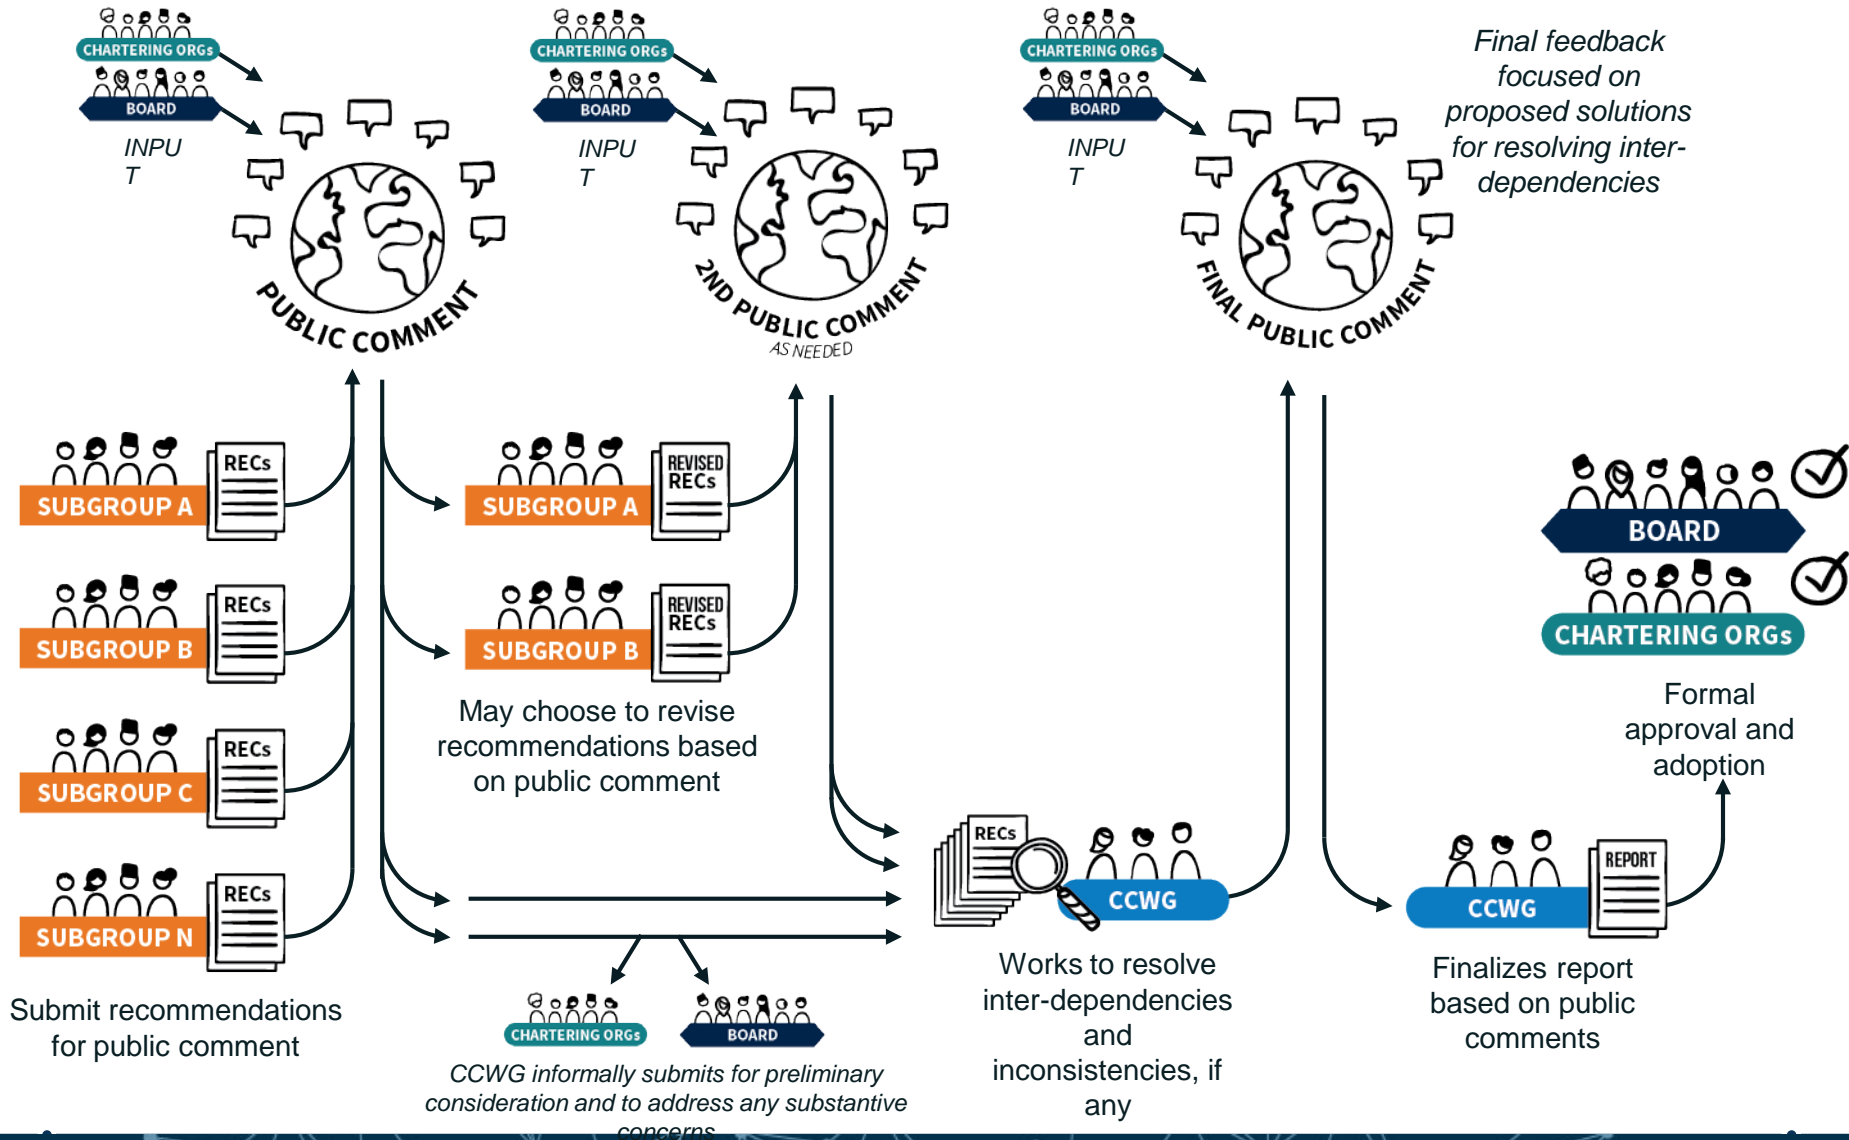 CHARTERING ORGs
BOARD
INPU
T
PUBLIC COMMENT
CHARTERING ORGs
BOARD
INPU
T
2ND PUBLIC COMMENT
AS NEEDED
CHARTERING ORGs
BOARD
INPU
T
FINAL PUBLIC COMMENT
Final feedback
focused on
proposed solutions
for resolving inter-
dependencies
RECs
SUBGROUP A
RECs
SUBGROUP B
RECs
SUBGROUP C
RECs
SUBGROUP N
Submit recommendations
for public comment
REVISED
RECs
SUBGROUP A
REVISED
RECs
SUBGROUP B
May choose to revise
recommendations based
on public comment
CHARTERING ORGs
BOARD
CCWG informally submits for preliminary
consideration and to address any substantive
concerns
RECs
CCWG
Works to resolve
inter-dependencies
and
inconsistencies, if
any
REPORT
CCWG
Finalizes report
based on public
comments
BOARD
CHARTERING ORGs
Formal
approval and
adoption